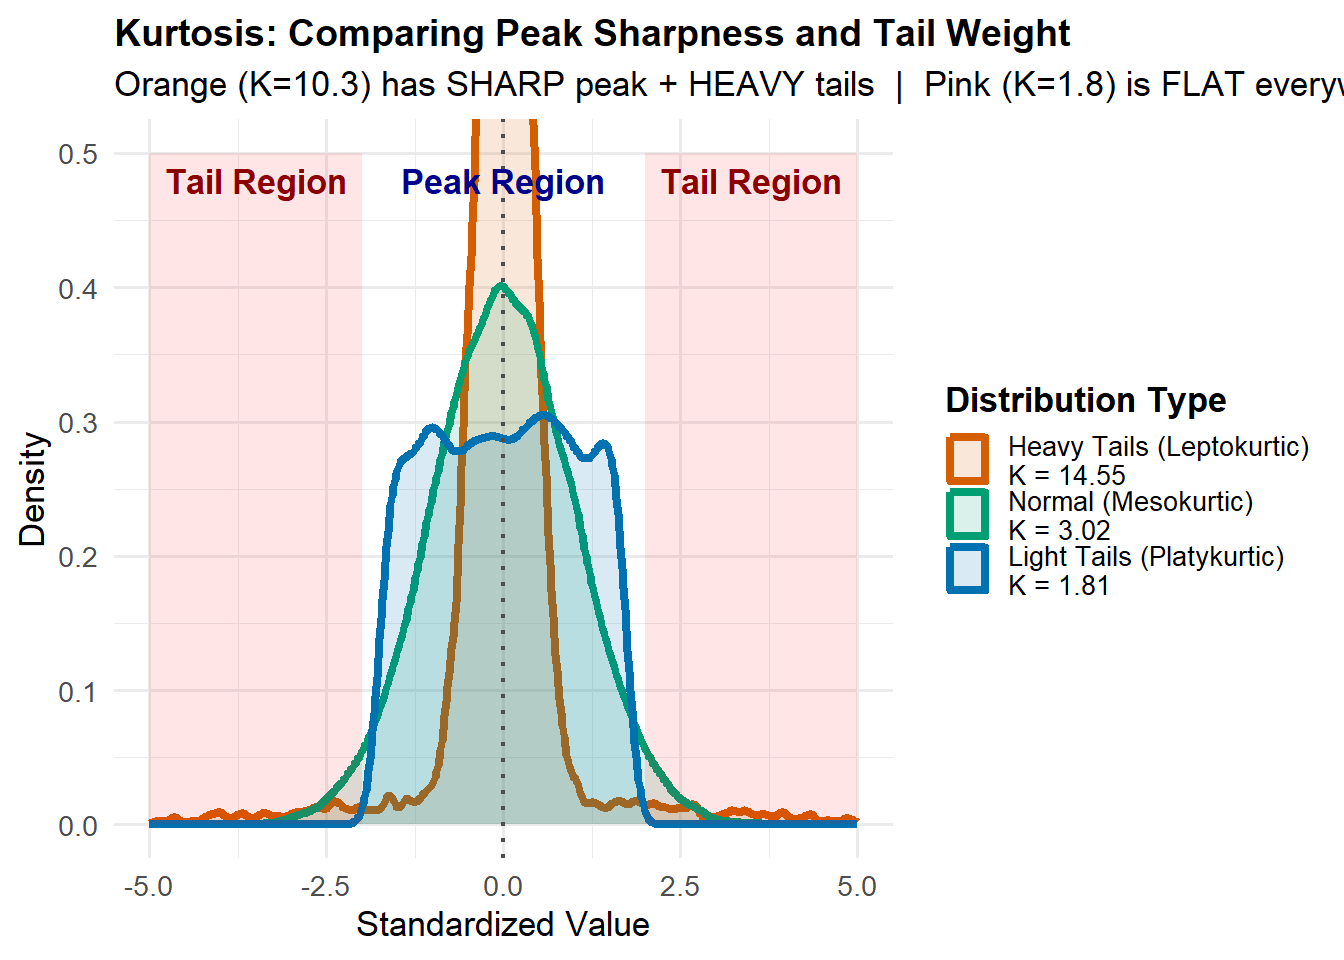 Kurtosis: Comparing Peak Sharpness and Tail Weight
Orange (K=10.3) has SHARP peak + HEAVY tails | Pink (K=1.8) is FLAT
Tail Region
Peak Region
Tail Region
0.5
0.4
0.3
0.2
0.1
0.0
Density
-5.0
-2.5
0.0
2.5
5.0
Standardized Value
Distribution Type
Heavy Tails (Leptokurtic)
K = 14.55
Normal (Mesokurtic)
K = 3.02
Light Tails (Platykurtic)
K = 1.81